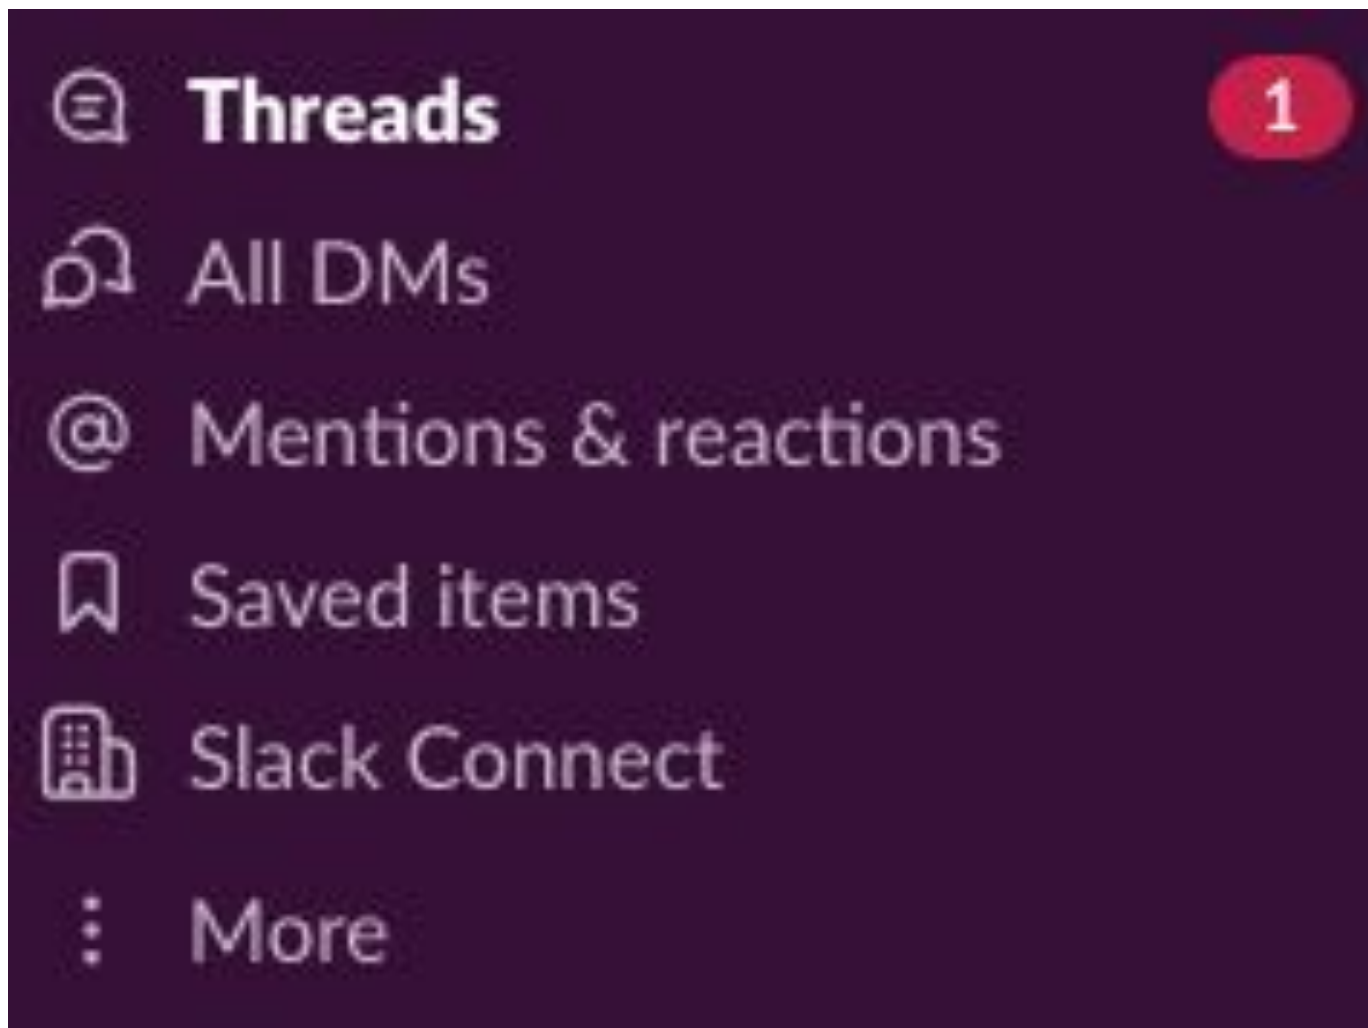 Threads 1
All DMs
@ Mentions & reactions
Saved items
Slack Connect
More